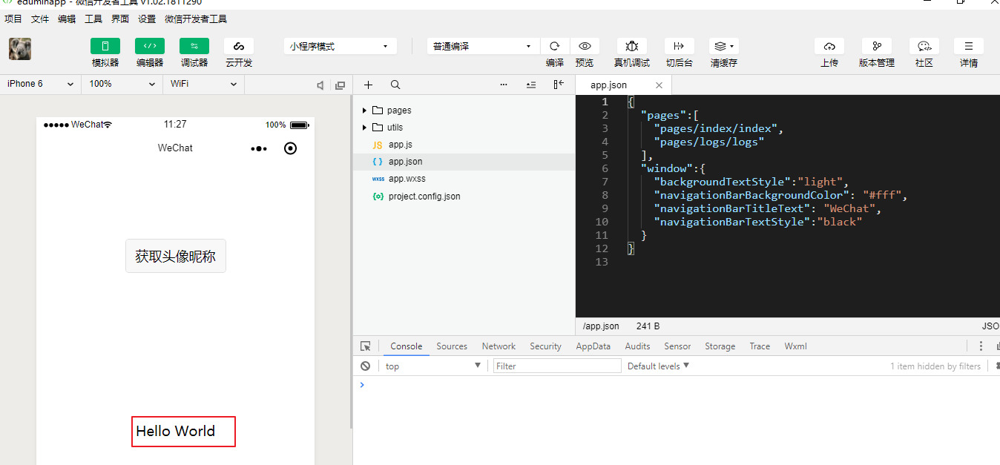 eduminapp - 微信开发者工具 v1.02.1811290
项目 文件 编辑 工具 界面 设置 微信开发者工具
小程序模式 普通编译
模拟器 编辑器 调试器 云开发 编译 预览 真机调试 切后台 清缓存 上传 版本管理 社区 详情
iPhone 6 100% WiFi
WeChat 11:27 100%
WeChat
获取头像昵称
Hello World
pages
utils
JS app.js
{ } app.json
wxss app.wxss
{o} project.config.json
app.json
1 {
2 "pages":[
3 "pages/index/index",
4 "pages/logs/logs"
5 ],
6 "window":{
7 "backgroundTextStyle":"light",
8 "navigationBarBackgroundColor": "#fff",
9 "navigationBarTitleText": "WeChat",
10 "navigationBarTextStyle":"black"
11 }
12 }
13
/app.json 241 B JSO
Console Sources Network Security AppData Audits Sensor Storage Trace Wxml
top Filter Default levels 1 item hidden by filters